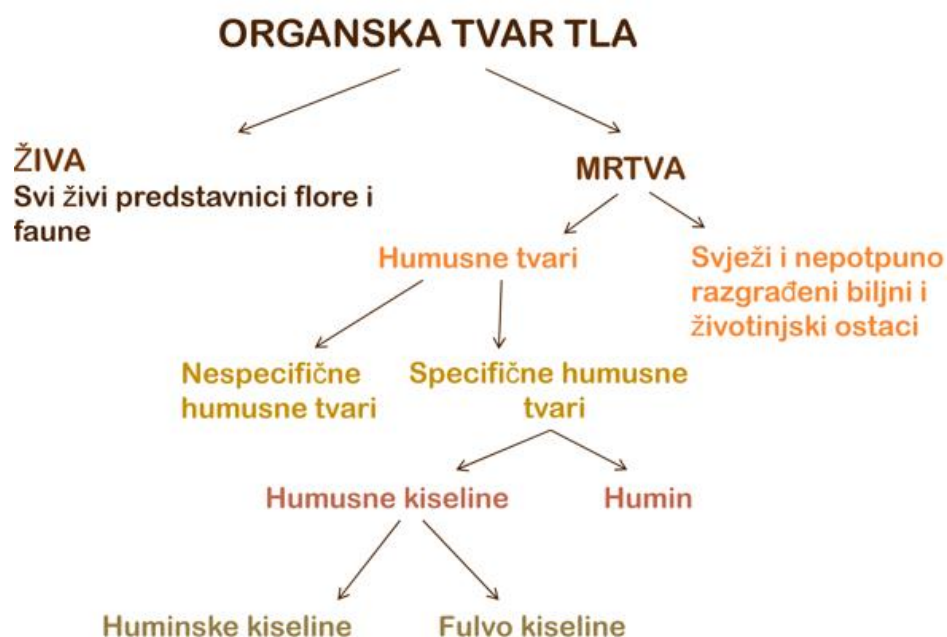 ORGANSKA TVAR TLA
ŽIVA
Svi živi predstavnici flore i
faune
MRTVA
Humusne tvari
Svježi i nepotpuno
razgrađeni biljni i
životinjski ostaci
Nespecifične
humusne tvari
Specifične humusne
tvari
Humusne kiseline
Humin
Huminske kiseline
Fulvo kiseline